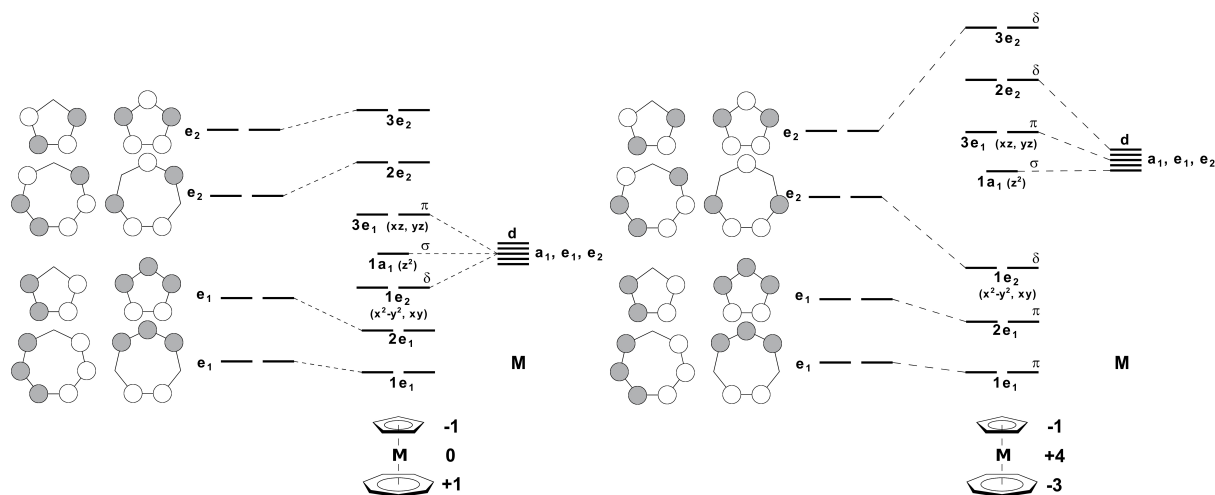 e₂
3e₂
e₂
2e₂
π
3e₁ (xz, yz)
d
σ
a₁, e₁, e₂
1a₁ (z²)
δ
e₁
1e₂
(x²-y², xy)
2e₁
e₁
1e₁
M
-1
M 0
+1
δ
3e₂
δ
2e₂
e₂
π
3e₁ (xz, yz)
d
a₁, e₁, e₂
σ
1a₁ (z²)
e₂
δ
1e₂
(x²-y², xy)
e₁
π
2e₁
e₁
π
1e₁
M
-1
M +4
-3